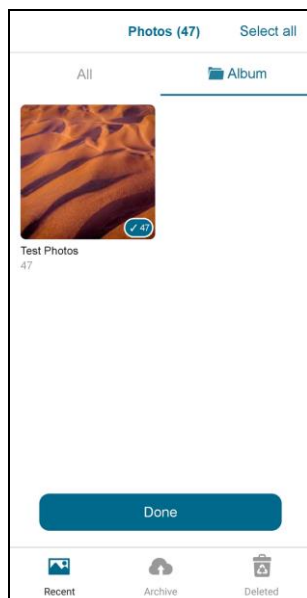 Photos (47) Select all
All Album
✓ 47
Test Photos
47
Done
Recent Archive Deleted